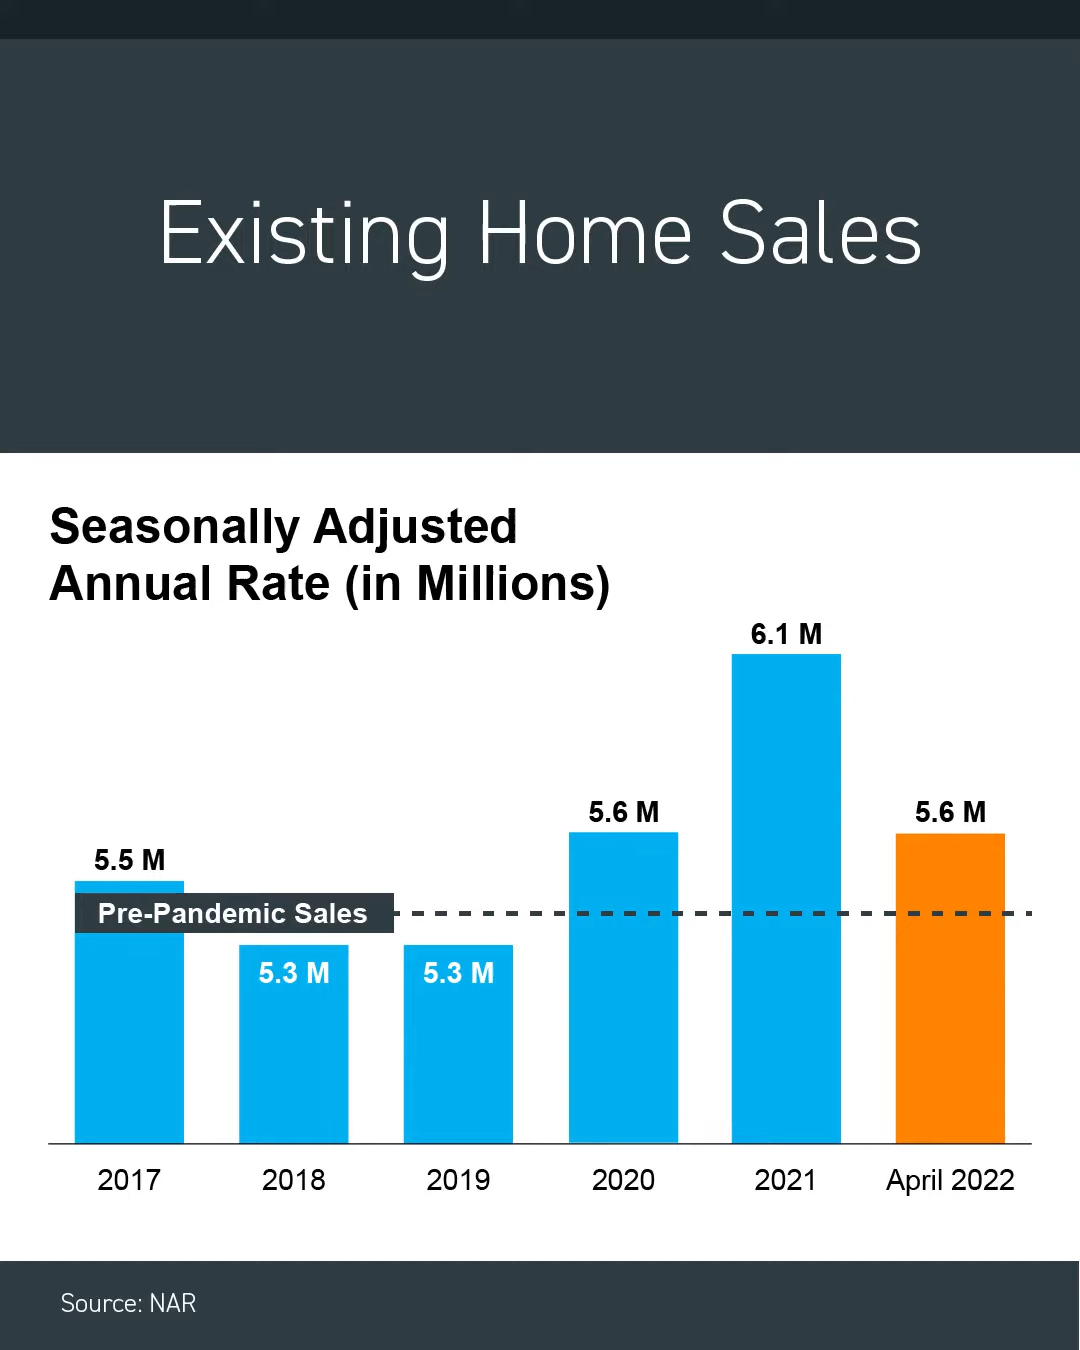 Existing Home Sales
Seasonally Adjusted
Annual Rate (in Millions)
6.1 M
5.6 M
5.6 M
5.5 M
Pre-Pandemic Sales
5.3 M
5.3 M
2017
2018
2019
2020
2021
April 2022
Source: NAR